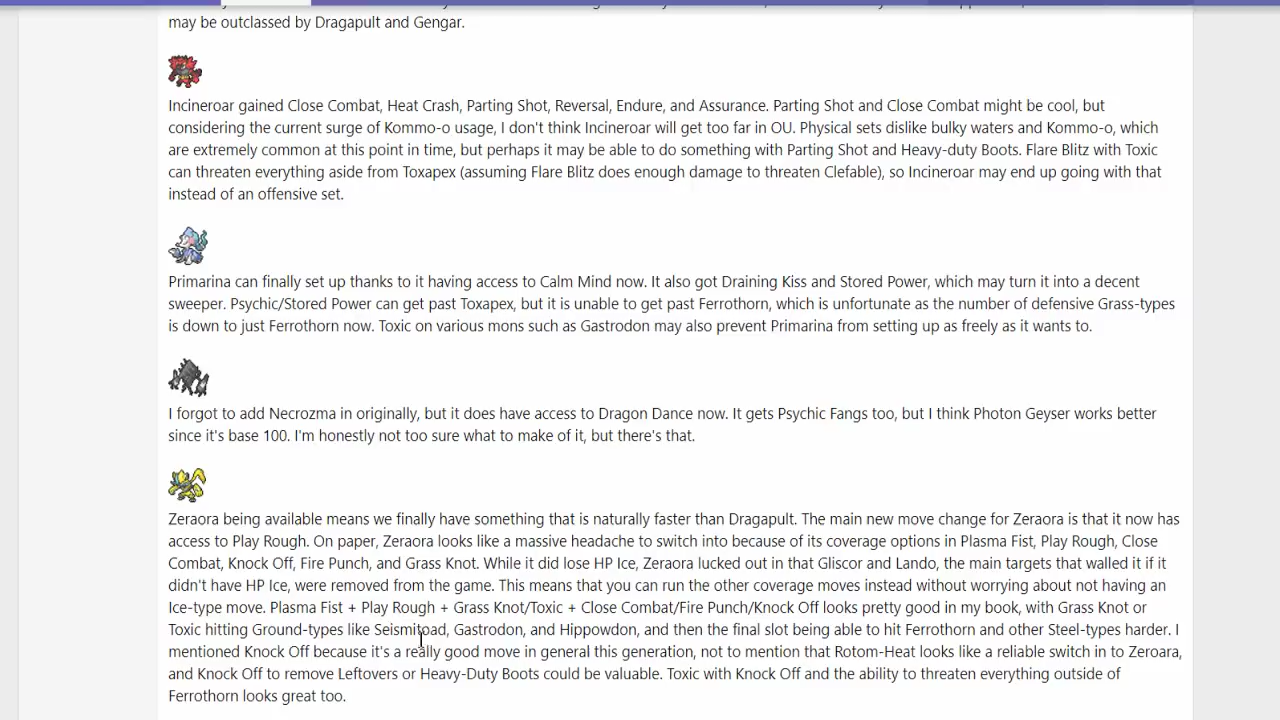 may be outclassed by Dragapult and Gengar.
Incineroar gained Close Combat, Heat Crash, Parting Shot, Reversal, Endure, and Assurance. Parting Shot and Close Combat might be cool, but
considering the current surge of Kommo-o usage, I don't think Incineroar will get too far in OU. Physical sets dislike bulky waters and Kommo-o, which
are extremely common at this point in time, but perhaps it may be able to do something with Parting Shot and Heavy-duty Boots. Flare Blitz with Toxic
can threaten everything aside from Toxapex (assuming Flare Blitz does enough damage to threaten Clefable), so Incineroar may end up going with that
instead of an offensive set.
Primarina can finally set up thanks to it having access to Calm Mind now. It also got Draining Kiss and Stored Power, which may turn it into a decent
sweeper. Psychic/Stored Power can get past Toxapex, but it is unable to get past Ferrothorn, which is unfortunate as the number of defensive Grass-types
is down to just Ferrothorn now. Toxic on various mons such as Gastrodon may also prevent Primarina from setting up as freely as it wants to.
I forgot to add Necrozma in originally, but it does have access to Dragon Dance now. It gets Psychic Fangs too, but I think Photon Geyser works better
since it's base 100. I'm honestly not too sure what to make of it, but there's that.
Zeraora being available means we finally have something that is naturally faster than Dragapult. The main new move change for Zeraora is that it now has
access to Play Rough. On paper, Zeraora looks like a massive headache to switch into because of its coverage options in Plasma Fist, Play Rough, Close
Combat, Knock Off, Fire Punch, and Grass Knot. While it did lose HP Ice, Zeraora lucked out in that Gliscor and Lando, the main targets that walled it if it
didn't have HP Ice, were removed from the game. This means that you can run the other coverage moves instead without worrying about not having an
Ice-type move. Plasma Fist + Play Rough + Grass Knot/Toxic + Close Combat/Fire Punch/Knock Off looks pretty good in my book, with Grass Knot or
Toxic hitting Ground-types like Seismitoad, Gastrodon, and Hippowdon, and then the final slot being able to hit Ferrothorn and other Steel-types harder. I
mentioned Knock Off because it's a really good move in general this generation, not to mention that Rotom-Heat looks like a reliable switch in to Zeroara,
and Knock Off to remove Leftovers or Heavy-Duty Boots could be valuable. Toxic with Knock Off and the ability to threaten everything outside of
Ferrothorn looks great too.